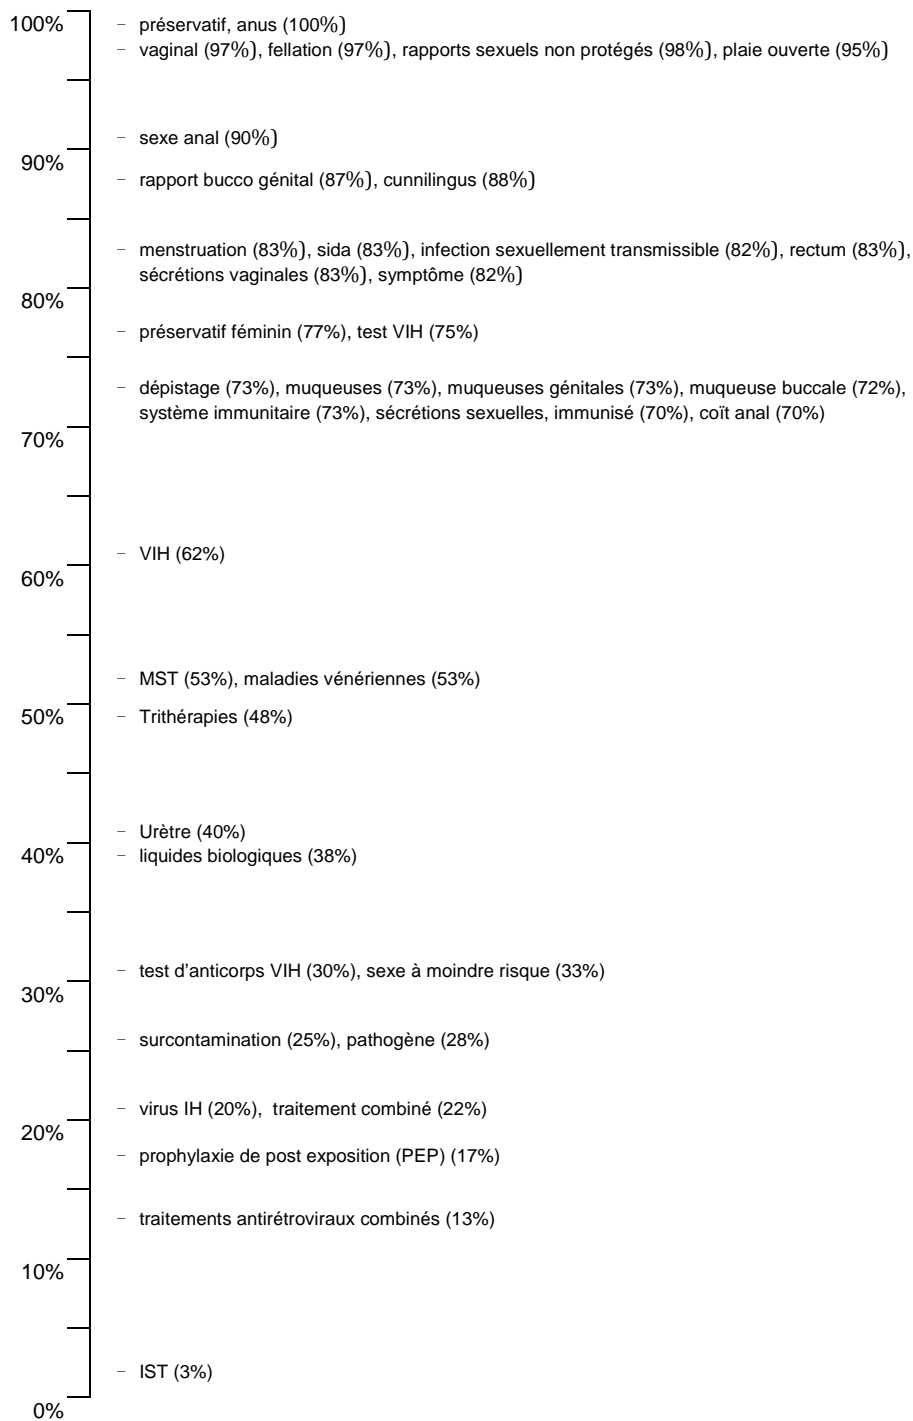 100%
– préservatif, anus (100%)
– vaginal (97%), fellation (97%), rapports sexuels non protégés (98%), plaie ouverte (95%)
– sexe anal (90%)
90%
– rapport bucco génital (87%), cunnilingus (88%)
– menstruation (83%), sida (83%), infection sexuellement transmissible (82%), rectum (83%),
sécrétions vaginales (83%), symptôme (82%)
80%
– préservatif féminin (77%), test VIH (75%)
– dépistage (73%), muqueuses (73%), muqueuses génitales (73%), muqueuse buccale (72%),
système immunitaire (73%), sécrétions sexuelles, immunisé (70%), coït anal (70%)
70%
– VIH (62%)
60%
– MST (53%), maladies vénériennes (53%)
50%
– Trithérapies (48%)
– Urètre (40%)
40%
– liquides biologiques (38%)
– test d’anticorps VIH (30%), sexe à moindre risque (33%)
30%
– surcontamination (25%), pathogène (28%)
– virus IH (20%), traitement combiné (22%)
20%
– prophylaxie de post exposition (PEP) (17%)
– traitements antirétroviraux combinés (13%)
10%
– IST (3%)
0%